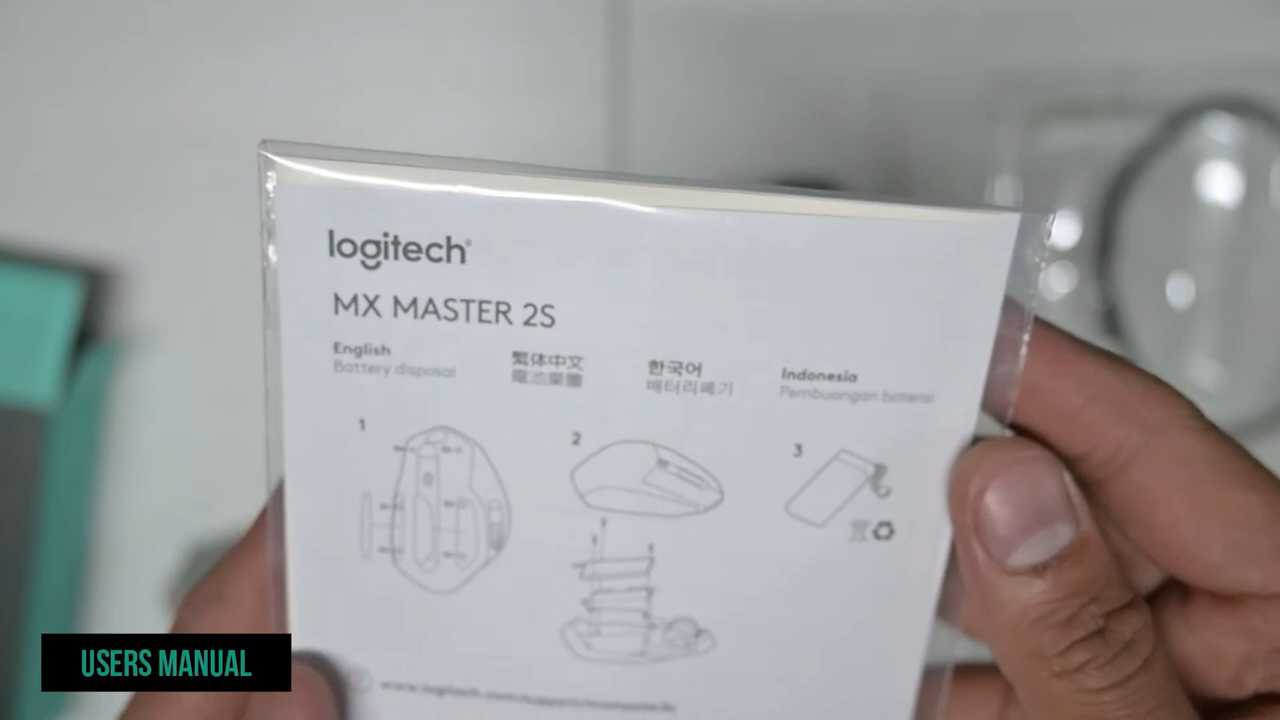 logitech
MX MASTER 2S
English
Battery disposal
繁体中文
電池棄置
한국어
배터리폐기
Indonesia
Pembuangan baterai
1
2
3
USERS MANUAL